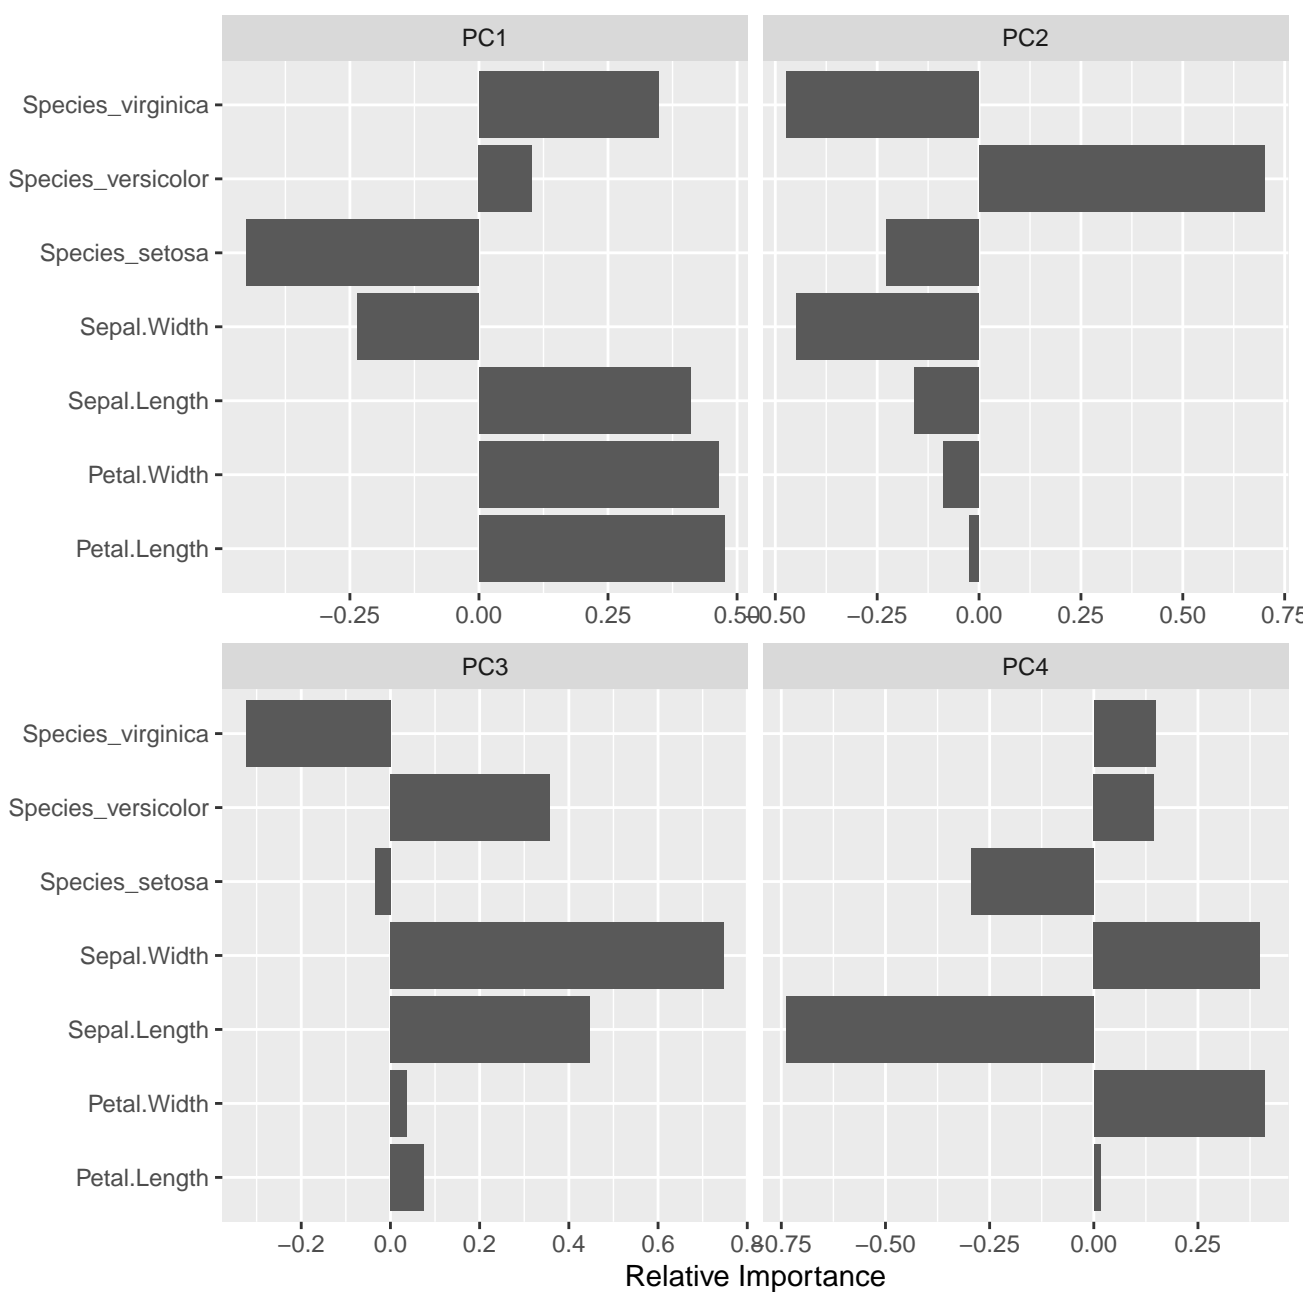 PC1
PC2
Species_virginica
Species_versicolor
Species_setosa
Sepal.Width
Sepal.Length
Petal.Width
Petal.Length
−0.25 0.00 0.25 0.50
−0.50 −0.25 0.00 0.25 0.50 0.75
PC3
PC4
Species_virginica
Species_versicolor
Species_setosa
Sepal.Width
Sepal.Length
Petal.Width
Petal.Length
−0.2 0.0 0.2 0.4 0.6 0.8
−0.75 −0.50 −0.25 0.00 0.25
Relative Importance